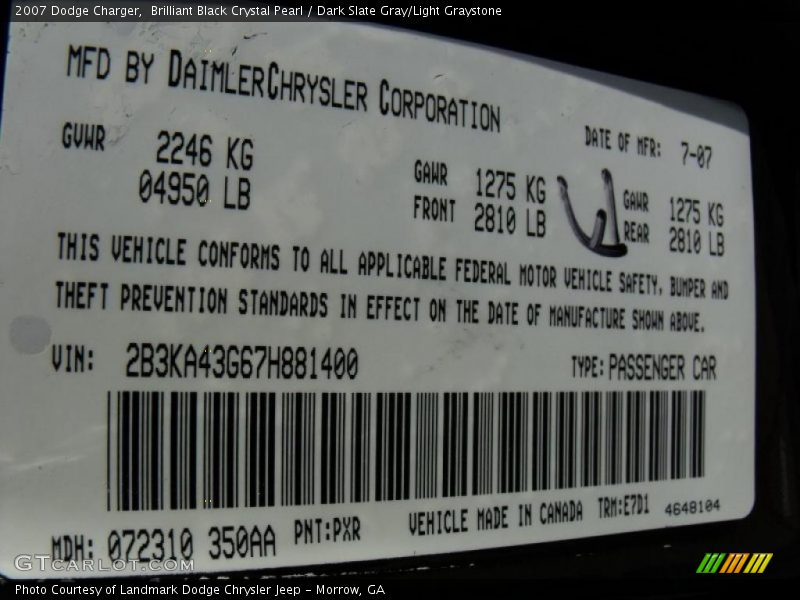 2007 Dodge Charger, Brilliant Black Crystal Pearl / Dark Slate Gray/Light Graystone
MFD BY DAIMLERCHRYSLER CORPORATION
DATE OF MFR: 7-07
GVWR 2246 KG
04950 LB
GAWR FRONT 1275 KG
2810 LB
GAWR REAR 1275 KG
2810 LB
THIS VEHICLE CONFORMS TO ALL APPLICABLE FEDERAL MOTOR VEHICLE SAFETY, BUMPER AND
THEFT PREVENTION STANDARDS IN EFFECT ON THE DATE OF MANUFACTURE SHOWN ABOVE.
VIN: 2B3KA43G67H881400 TYPE: PASSENGER CAR
MDH: 072310 350AA PNT:PXR VEHICLE MADE IN CANADA TRM:E7D1 4648104
GTcarlot.com
Photo Courtesy of Landmark Dodge Chrysler Jeep - Morrow, GA